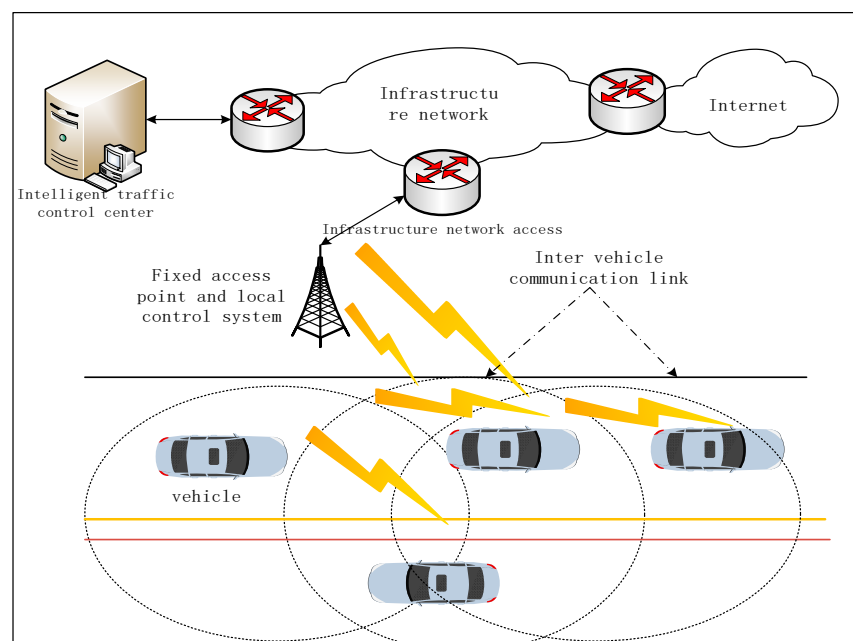 Infrastructu
re network
Internet
Intelligent traffic
control center
Infrastructure network access
Fixed access
point and local
control system
Inter vehicle
communication link
vehicle